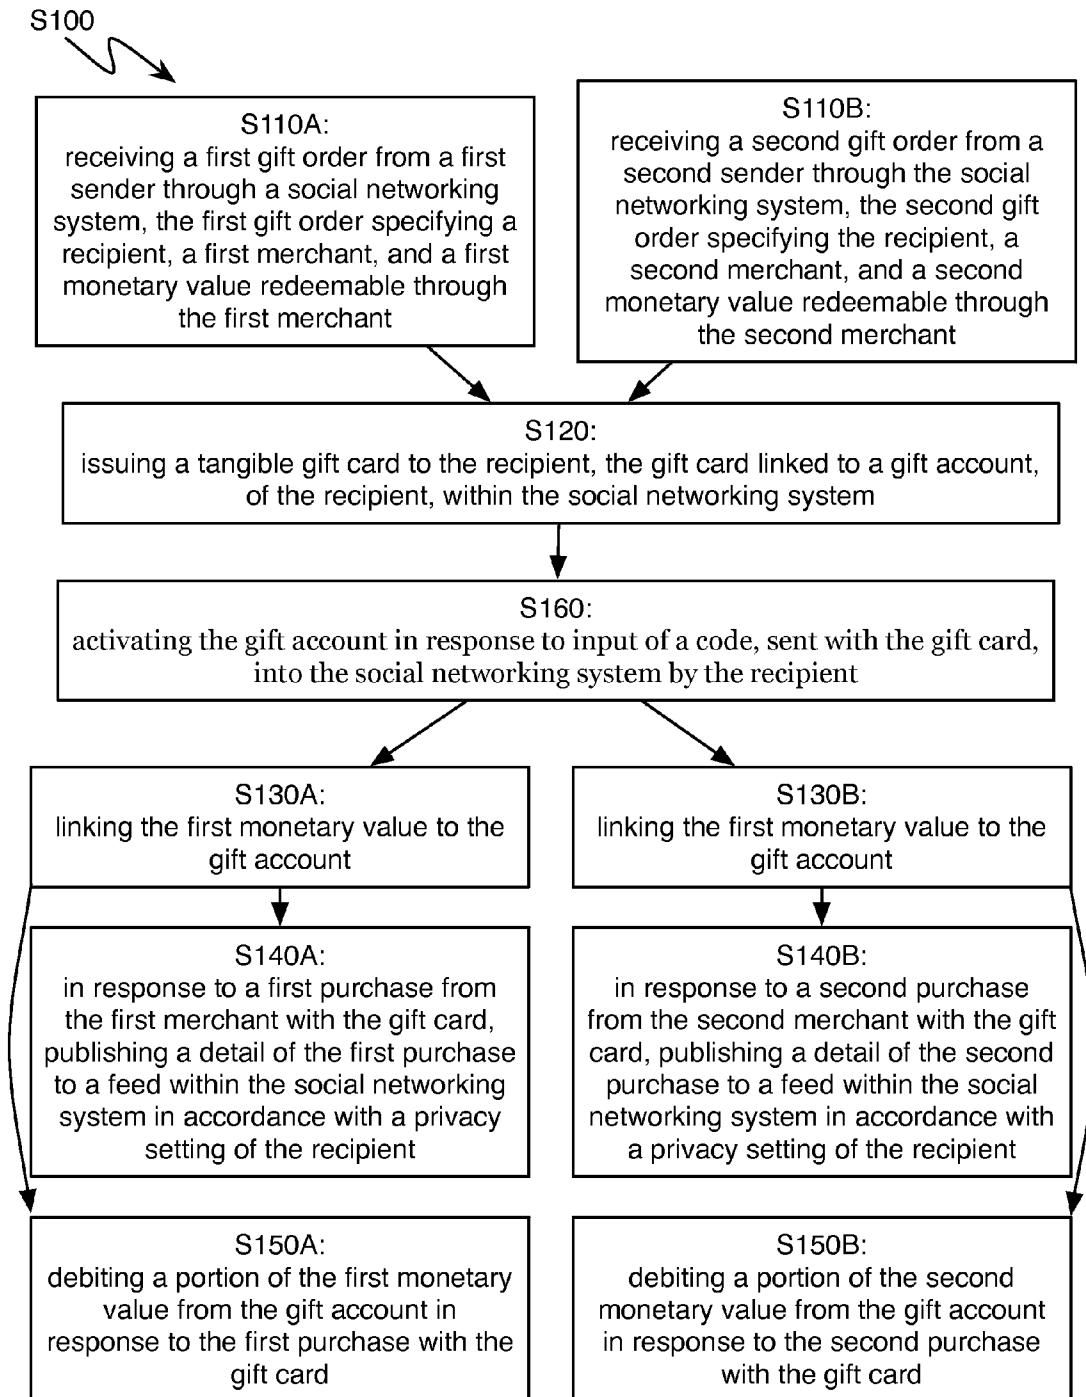 S100
S110A:
receiving a first gift order from a first
sender through a social networking
system, the first gift order specifying a
recipient, a first merchant, and a first
monetary value redeemable through
the first merchant
S110B:
receiving a second gift order from a
second sender through the social
networking system, the second gift
order specifying the recipient, a
second merchant, and a second
monetary value redeemable through
the second merchant
S120:
issuing a tangible gift card to the recipient, the gift card linked to a gift account,
of the recipient, within the social networking system
S160:
activating the gift account in response to input of a code, sent with the gift card,
into the social networking system by the recipient
S130A:
linking the first monetary value to the
gift account
S130B:
linking the first monetary value to the
gift account
S140A:
in response to a first purchase from
the first merchant with the gift card,
publishing a detail of the first purchase
to a feed within the social networking
system in accordance with a privacy
setting of the recipient
S140B:
in response to a second purchase
from the second merchant with the gift
card, publishing a detail of the second
purchase to a feed within the social
networking system in accordance with
a privacy setting of the recipient
S150A:
debiting a portion of the first monetary
value from the gift account in
response to the first purchase with the
gift card
S150B:
debiting a portion of the second
monetary value from the gift account
in response to the second purchase
with the gift card